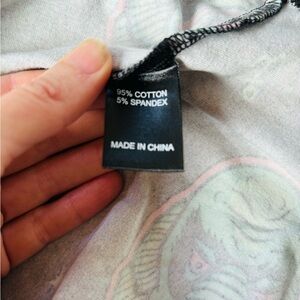 95% COTTON
5% SPANDEX
MADE IN CHINA